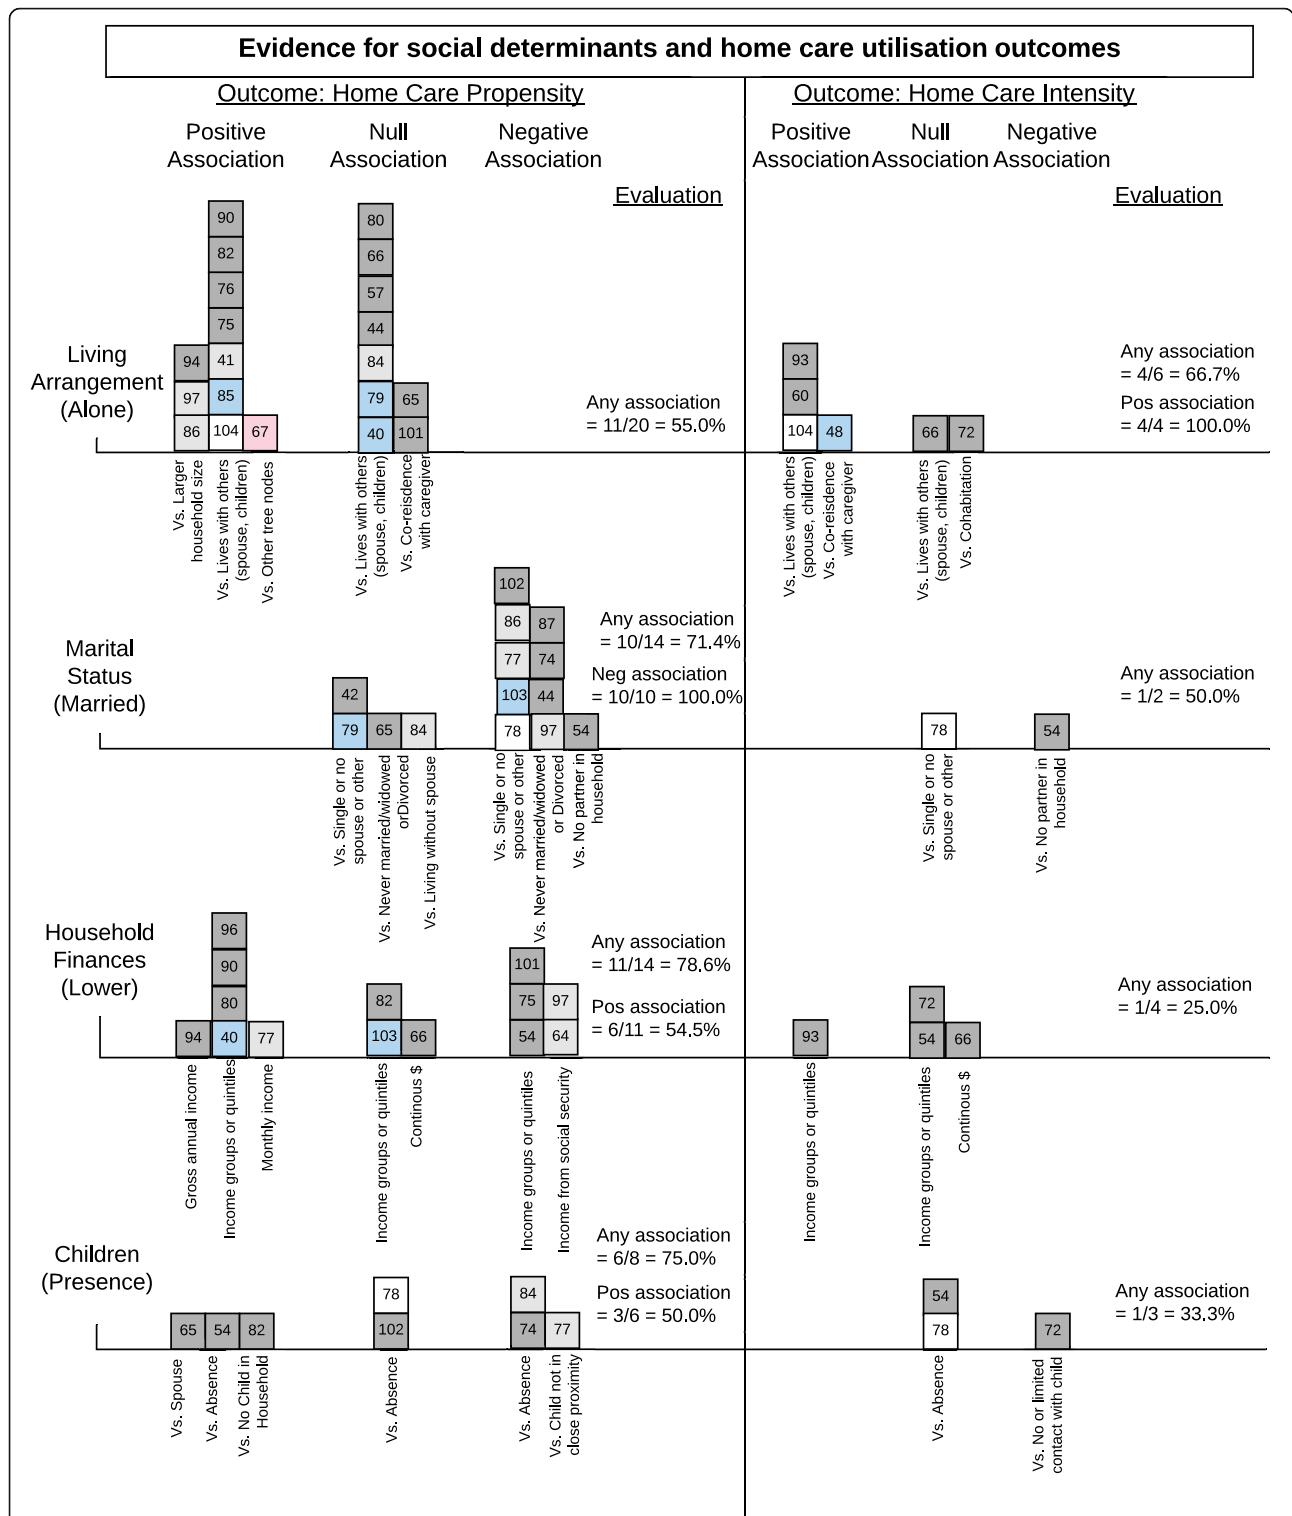 Evidence for social determinants and home care utilisation outcomes
Outcome: Home Care Propensity
Outcome: Home Care Intensity
Positive
Association
Null
Association
Negative
Association
Evaluation
Positive
Association
Null
Association
Negative
Association
Evaluation
Living
Arrangement
(Alone)
94
97
86
90
82
76
75
41
85
104
67
80
66
57
44
84
79
40
65
101
Any association
= 11/20 = 55.0%
93
60
104
48
66
72
Any association
= 4/6 = 66.7%
Pos association
= 4/4 = 100.0%
Vs. Larger
household size
Vs. Lives with others
(spouse, children)
Vs. Other tree nodes
Vs. Lives with others
(spouse, children)
Vs. Co-reisdence
with caregiver
Vs. Lives with others
(spouse, children)
Vs. Co-reisdence
with caregiver
Vs. Lives with others
(spouse, children)
Vs. Cohabitation
Marital
Status
(Married)
42
79
65
84
102
86
77
103
78
87
74
44
97
54
Any association
= 10/14 = 71.4%
Neg association
= 10/10 = 100.0%
78
54
Any association
= 1/2 = 50.0%
Vs. Single or no
spouse or other
Vs. Never married/widowed
orDivorced
Vs. Living without spouse
Vs. Single or no
spouse or other
Vs. Never married/widowed
or Divorced
Vs. No partner in
household
Vs. Single or no
spouse or other
Vs. No partner in
household
Household
Finances
(Lower)
94
96
90
80
40
77
82
103
66
101
75
54
97
64
Any association
= 11/14 = 78.6%
Pos association
= 6/11 = 54.5%
93
72
54
66
Any association
= 1/4 = 25.0%
Gross annual income
Income groups or quintiles
Monthly income
Income groups or quintiles
Continous $
Income groups or quintiles
Income from social security
Income groups or quintiles
Income groups or quintiles
Continous $
Children
(Presence)
65
54
82
78
102
84
74
77
Any association
= 6/8 = 75.0%
Pos association
= 3/6 = 50.0%
54
78
72
Any association
= 1/3 = 33.3%
Vs. Spouse
Vs. Absence
Vs. No Child in
Household
Vs. Absence
Vs. Absence
Vs. Child not in
close proximity
Vs. Absence
Vs. No or limited
contact with child